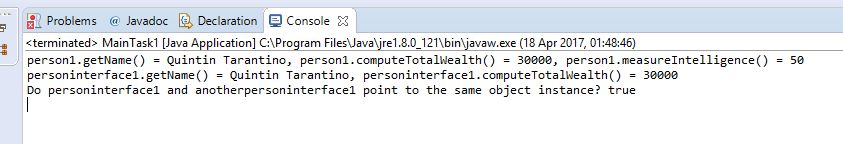 Problems @ Javadoc Declaration Console
<terminated> MainTask1 [Java Application] C:\Program Files\Java\jre1.8.0_121\bin\javaw.exe (18 Apr 2017, 01:48:46)
person1.getName() = Quintin Tarantino, person1.computeTotalWealth() = 30000, person1.measureIntelligence() = 50
personinterface1.getName() = Quintin Tarantino, personinterface1.computeTotalWealth() = 30000
Do personinterface1 and anotherpersoninterface1 point to the same object instance? true